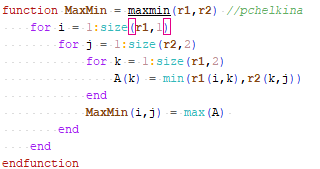 function MaxMin = maxmin(r1,r2) //pchelkina
for i = 1:size(r1,1)
for j = 1:size(r2,2)
for k = 1:size(r1,2)
A(k) = min(r1(i,k),r2(k,j))
end
MaxMin(i,j) = max(A)
end
end
endfunction